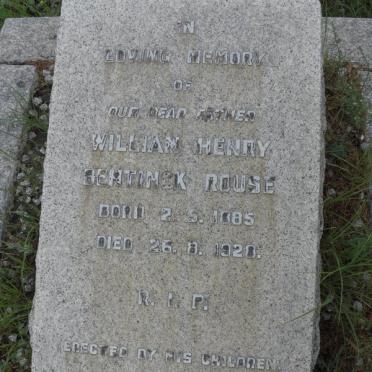 IN
LOVING MEMORY
OF
OUR DEAR FATHER
WILLIAM HENRY
BENTINCK ROUSE
BORN 2. 5. 1885
DIED 26. 8. 1920.
R. I. P.
ERECTED BY HIS CHILDREN